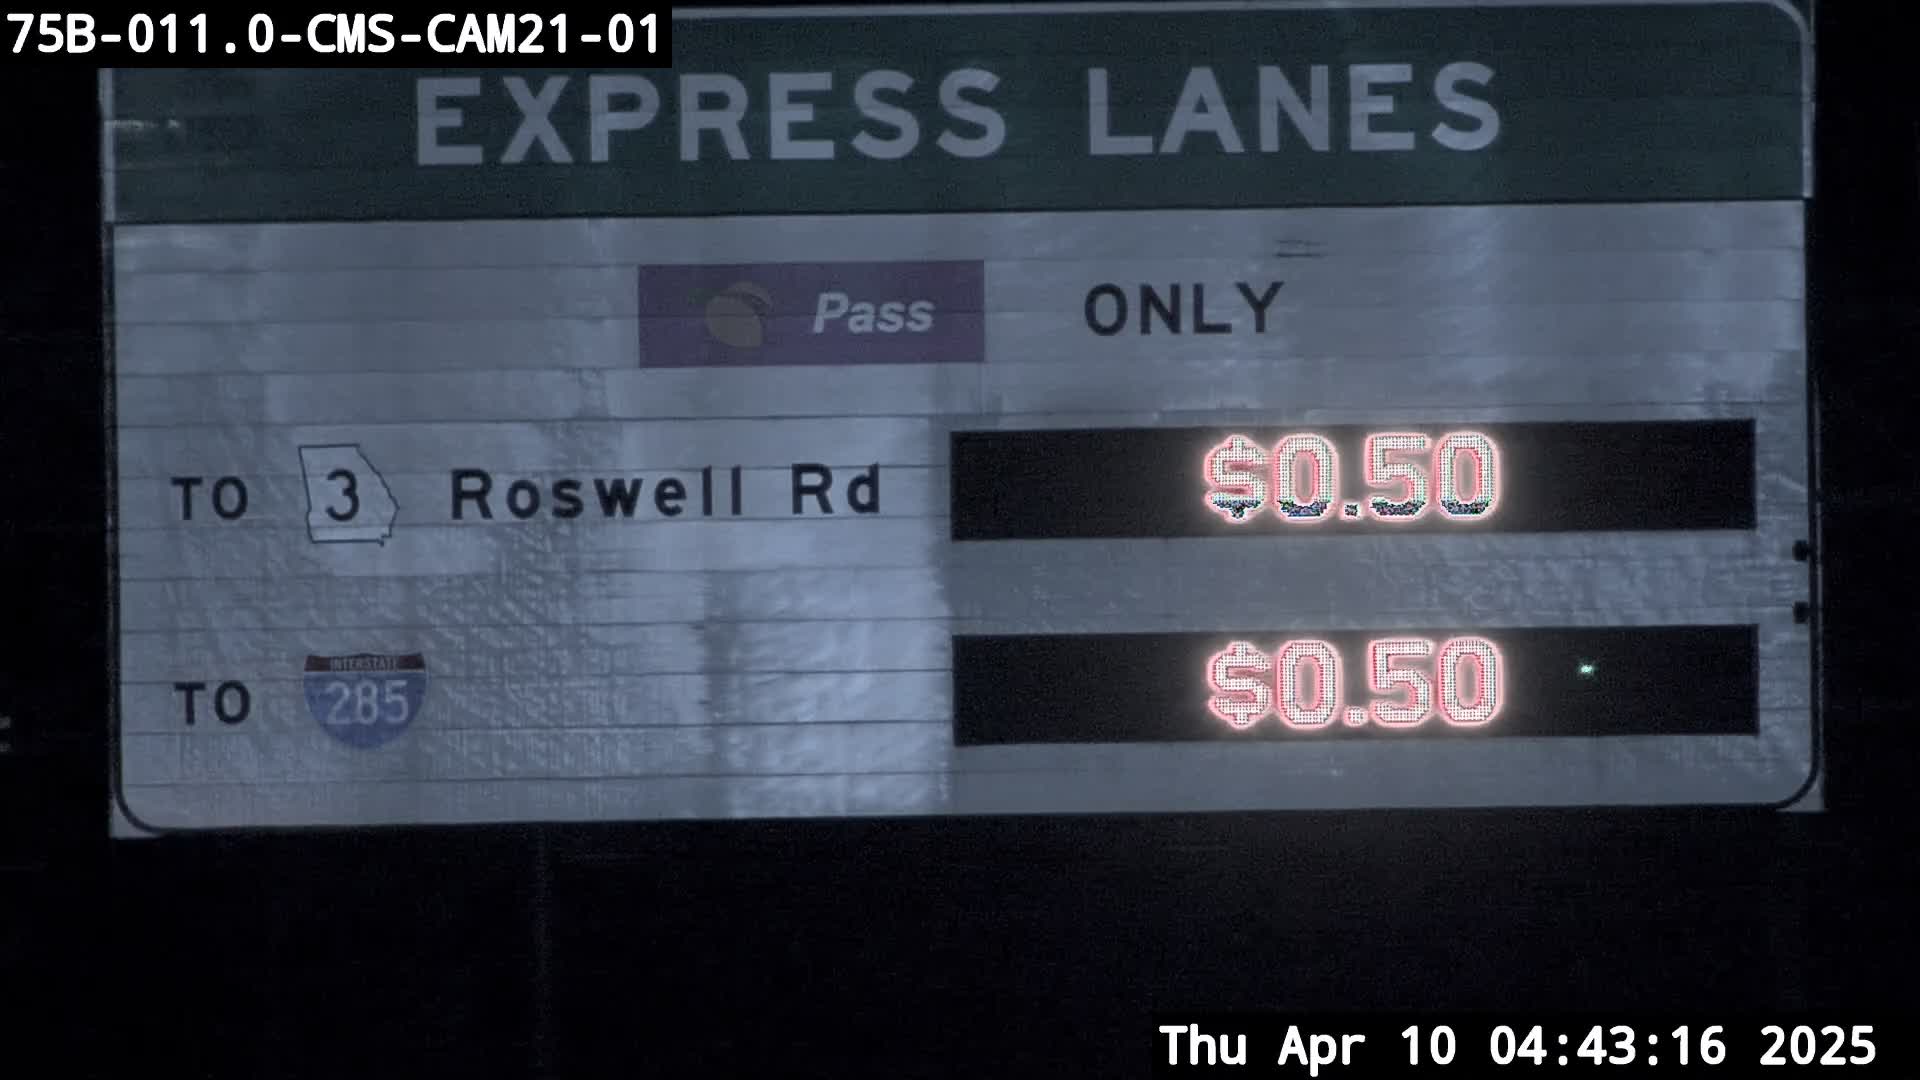 75B-011.0-CMS-CAM21-01
EXPRESS LANES
Pass ONLY
TO 3 Roswell Rd $0.50
TO INTERSTATE 285 $0.50
Thu Apr 10 04:43:16 2025